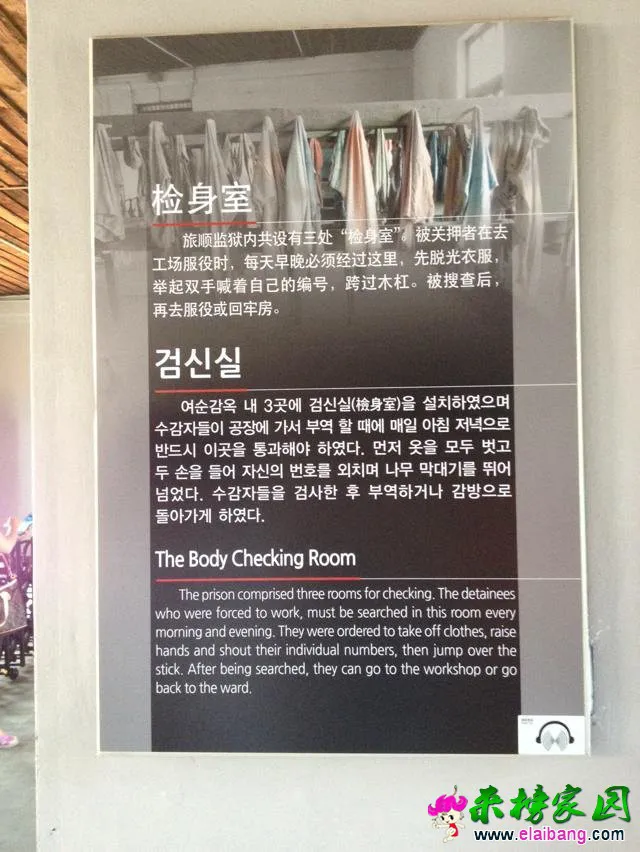 检身室
旅顺监狱内共设有三处“检身室”。被关押者在去
工场服役时，每天早晚必须经过这里，先脱光衣服，
举起双手喊着自己的编号，跨过木杠。被搜查后，
再去服役或回牢房。
검신실
여순감옥 내 3곳에 검신실(檢身室)을 설치하였으며
수감자들이 공장에 가서 부역 할 때에 매일 아침 저녁으로
반드시 이곳을 통과해야 하였다. 먼저 옷을 모두 벗고
두 손을 들어 자신의 번호를 외치며 나무 막대기를 뛰어
넘었다. 수감자들을 검사한 후 부역하거나 감방으로
돌아가게 하였다.
The Body Checking Room
The prison comprised three rooms for checking. The detainees
who were forced to work, must be searched in this room every
morning and evening. They were ordered to take off clothes, raise
hands and shout their individual numbers, then jump over the
stick. After being searched, they can go to the workshop or go
back to the ward.
来榜家园
www.elaibang.com